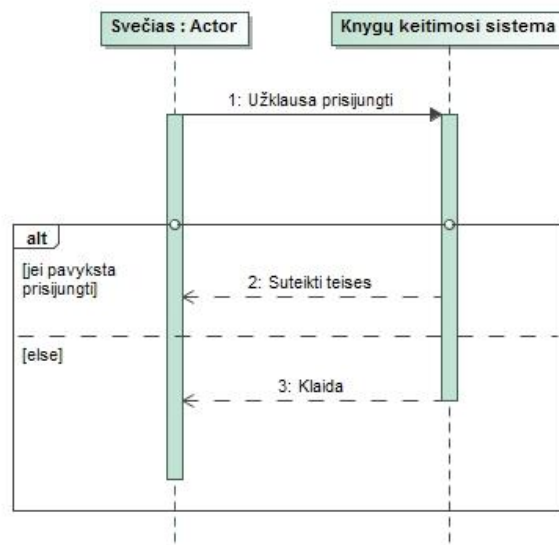 Svečias : Actor
Knygų keitimosi sistema
1: Užklausa prisijungti
alt
[jei pavyksta
prisijungti]
2: Suteikti teises
[else]
3: Klaida